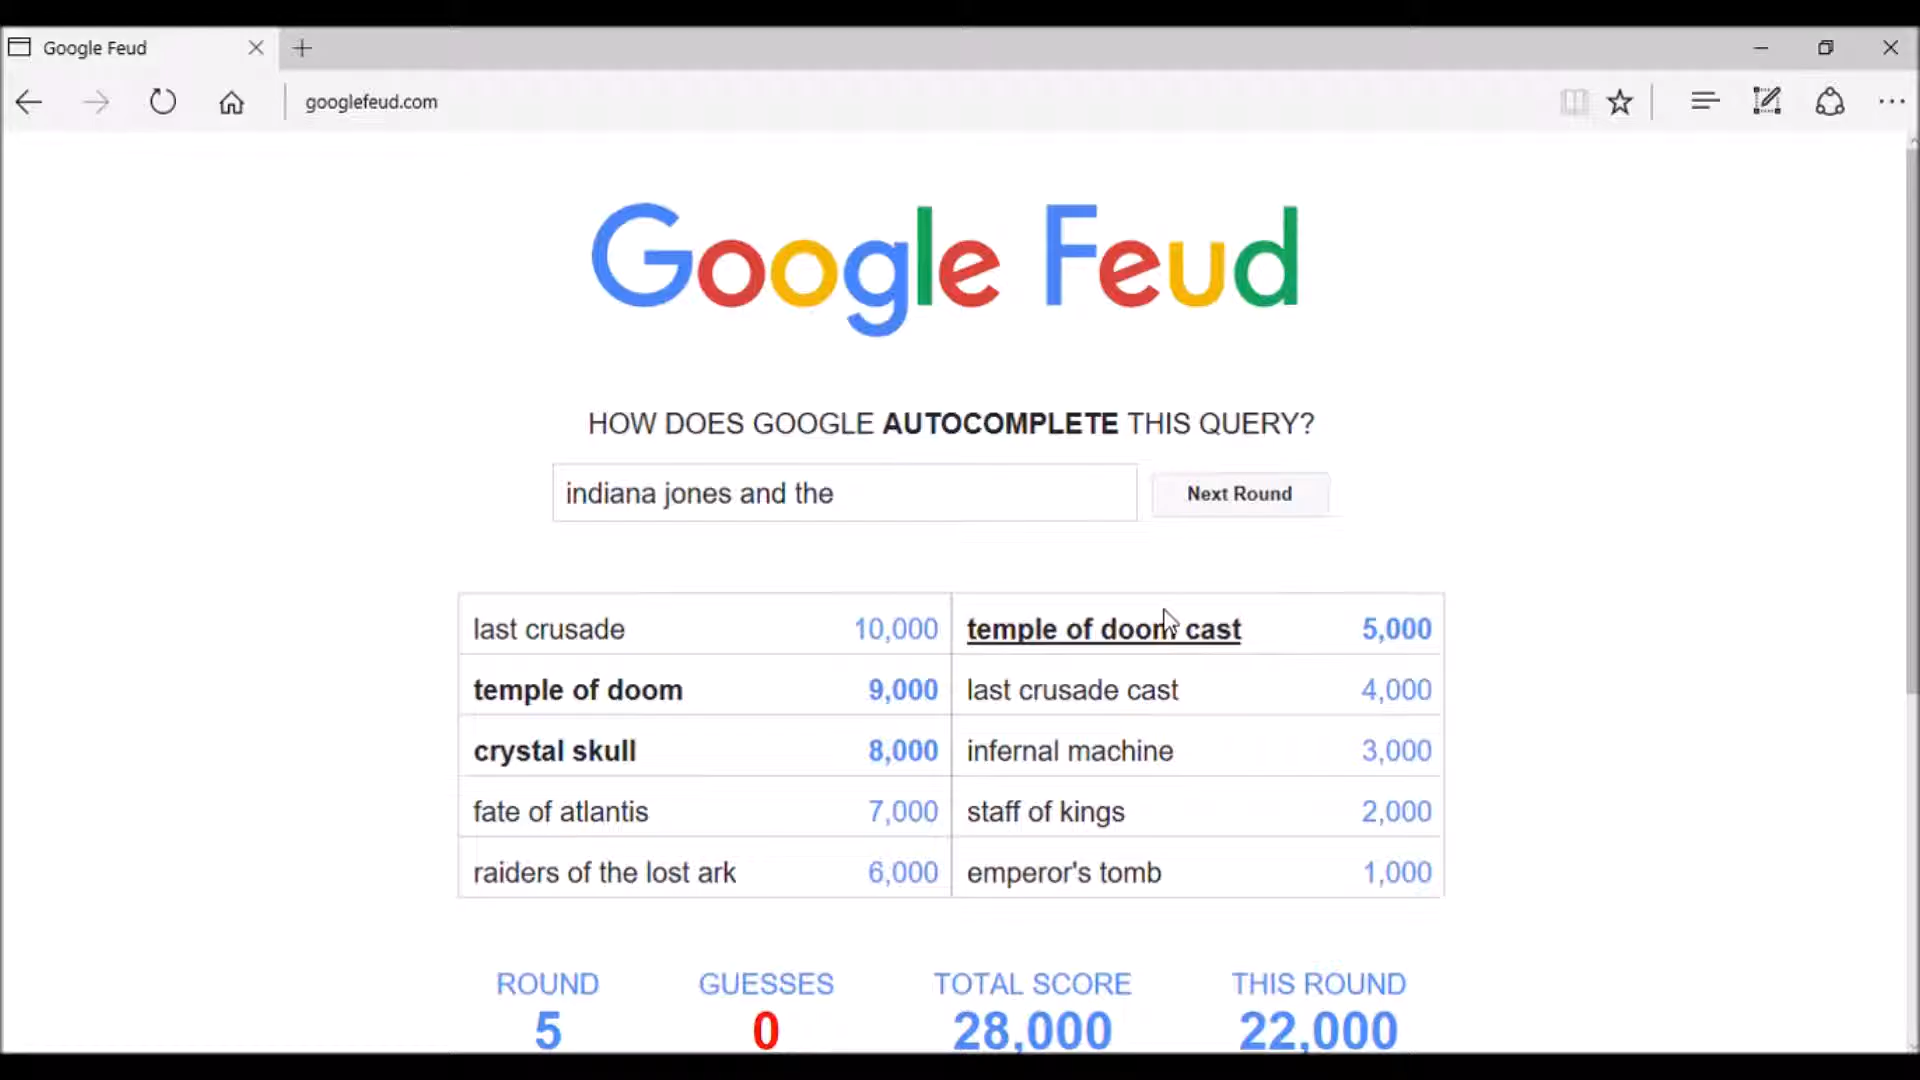 Google Feud
googlefeud.com
Google Feud
HOW DOES GOOGLE AUTOCOMPLETE THIS QUERY?
indiana jones and the
Next Round
last crusade 10,000
temple of doom 9,000
crystal skull 8,000
fate of atlantis 7,000
raiders of the lost ark 6,000
temple of doom cast 5,000
last crusade cast 4,000
infernal machine 3,000
staff of kings 2,000
emperor's tomb 1,000
ROUND GUESSES TOTAL SCORE THIS ROUND
5 0 28,000 22,000